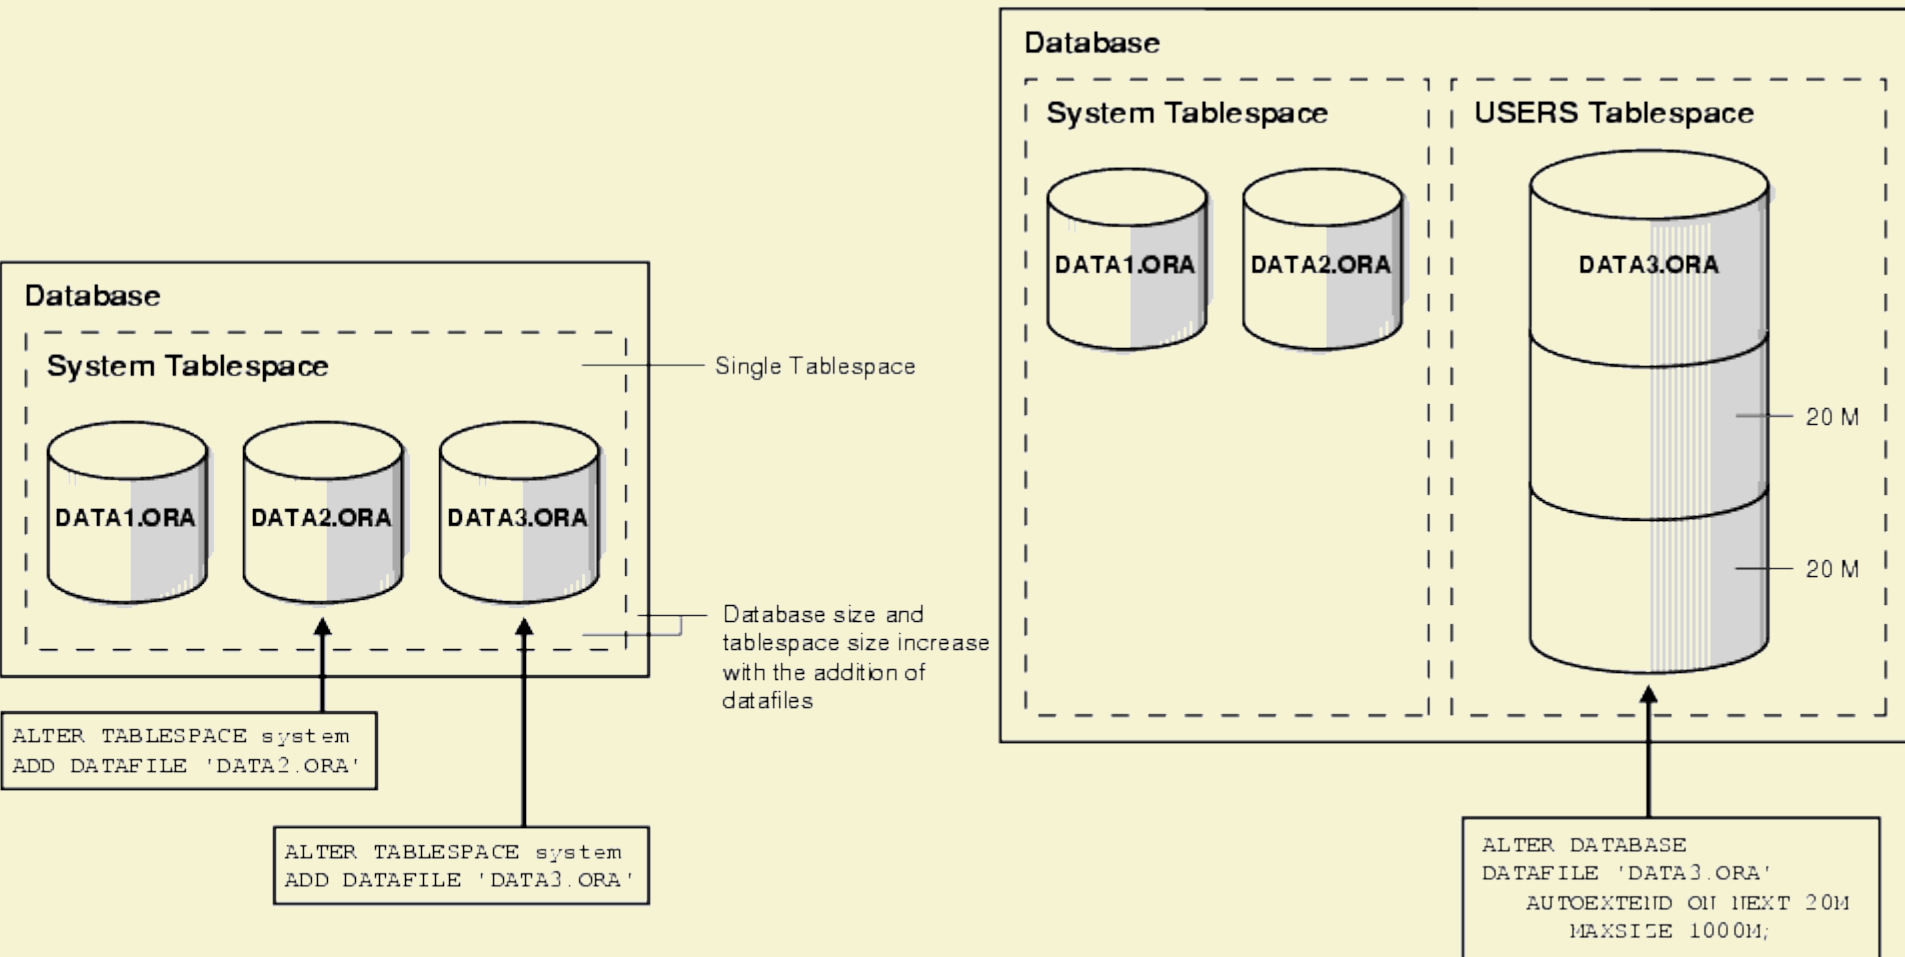 Database
System Tablespace
DATA1.ORA
DATA2.ORA
DATA3.ORA
Single Tablespace
Database size and
tablespace size increase
with the addition of
datafiles
ALTER TABLESPACE system
ADD DATAFILE 'DATA2.ORA'
ALTER TABLESPACE system
ADD DATAFILE 'DATA3.ORA'
Database
System Tablespace
DATA1.ORA
DATA2.ORA
USERS Tablespace
DATA3.ORA
20 M
20 M
ALTER DATABASE
DATAFILE 'DATA3.ORA'
AUTOEXTEND ON NEXT 20M
MAXSIZE 1000M;